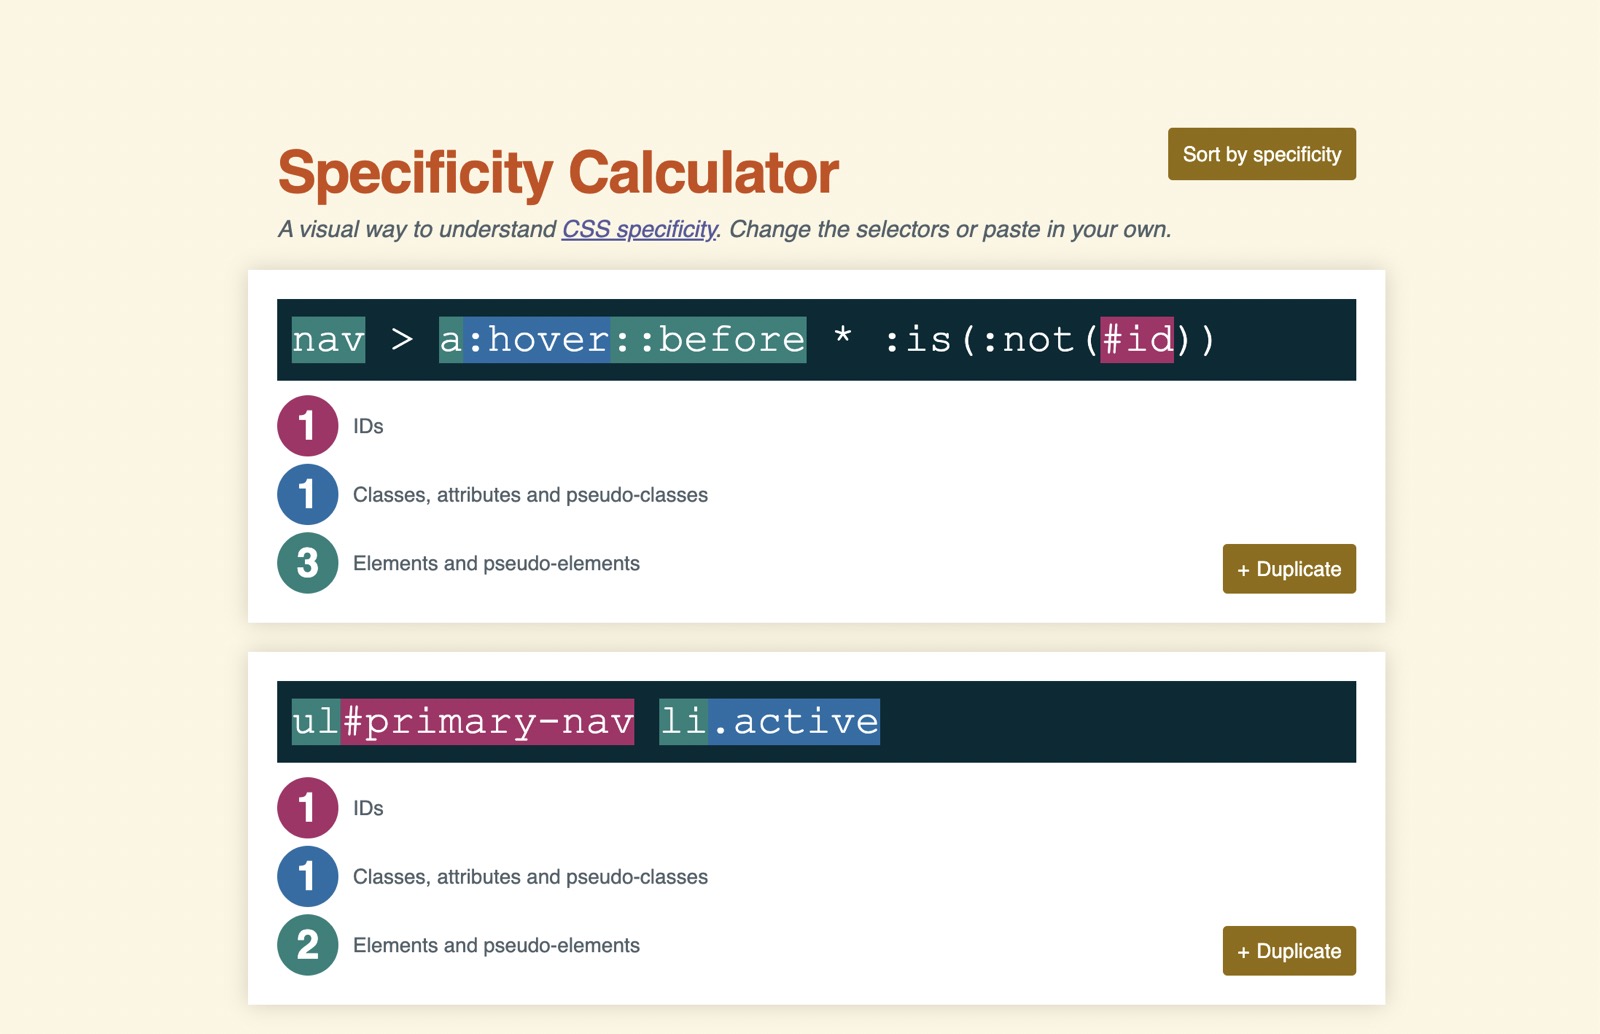 Sort by specificity
Specificity Calculator
A visual way to understand CSS specificity. Change the selectors or paste in your own.
nav > a:hover::before * :is(:not(#id))
1 IDs
1 Classes, attributes and pseudo-classes
3 Elements and pseudo-elements
+ Duplicate
ul#primary-nav li.active
1 IDs
1 Classes, attributes and pseudo-classes
2 Elements and pseudo-elements
+ Duplicate